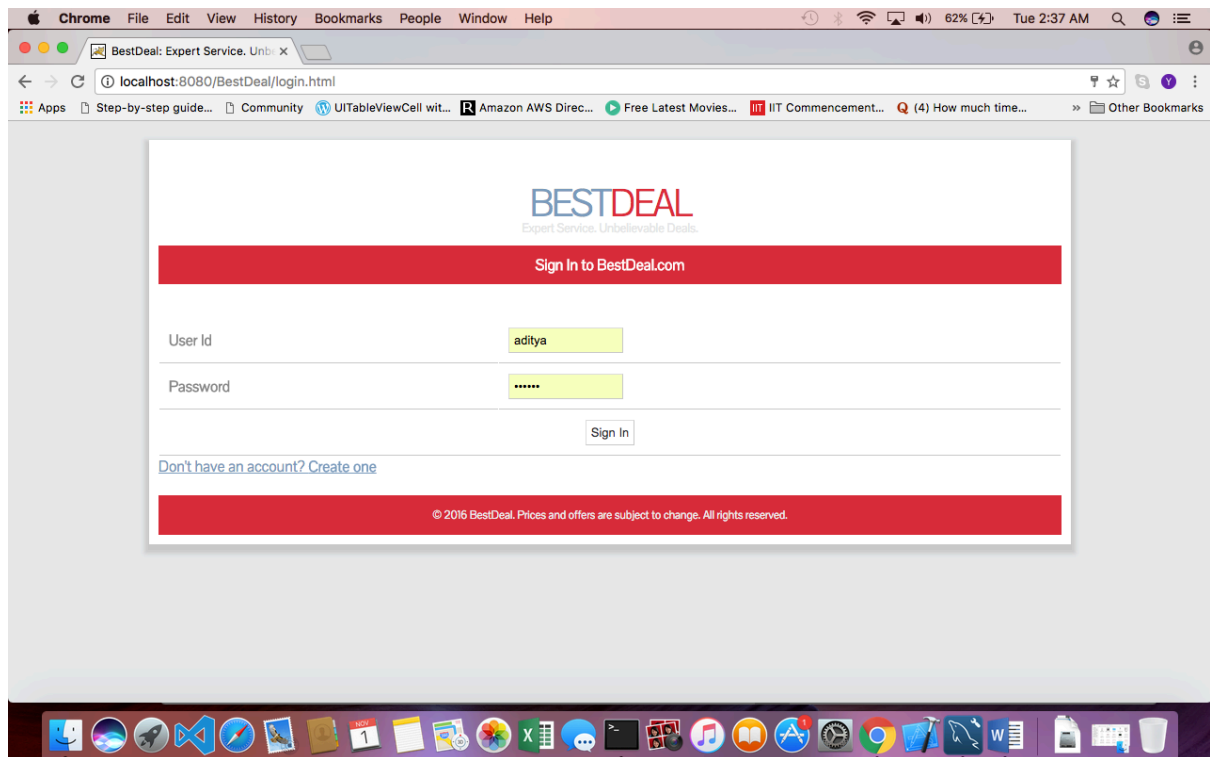 Chrome File Edit View History Bookmarks People Window Help 62% Tue 2:37 AM
BestDeal: Expert Service. Unb
localhost:8080/BestDeal/login.html Y
Apps Step-by-step guide... Community UITableViewCell wit... R Amazon AWS Direc... Free Latest Movies... IIT IIT Commencement... Q (4) How much time... » Other Bookmarks
BESTDEAL
Expert Service. Unbelievable Deals.
Sign In to BestDeal.com
User Id aditya
Password ••••••
Sign In
Don't have an account? Create one
© 2016 BestDeal. Prices and offers are subject to change. All rights reserved.
NOV
1
1